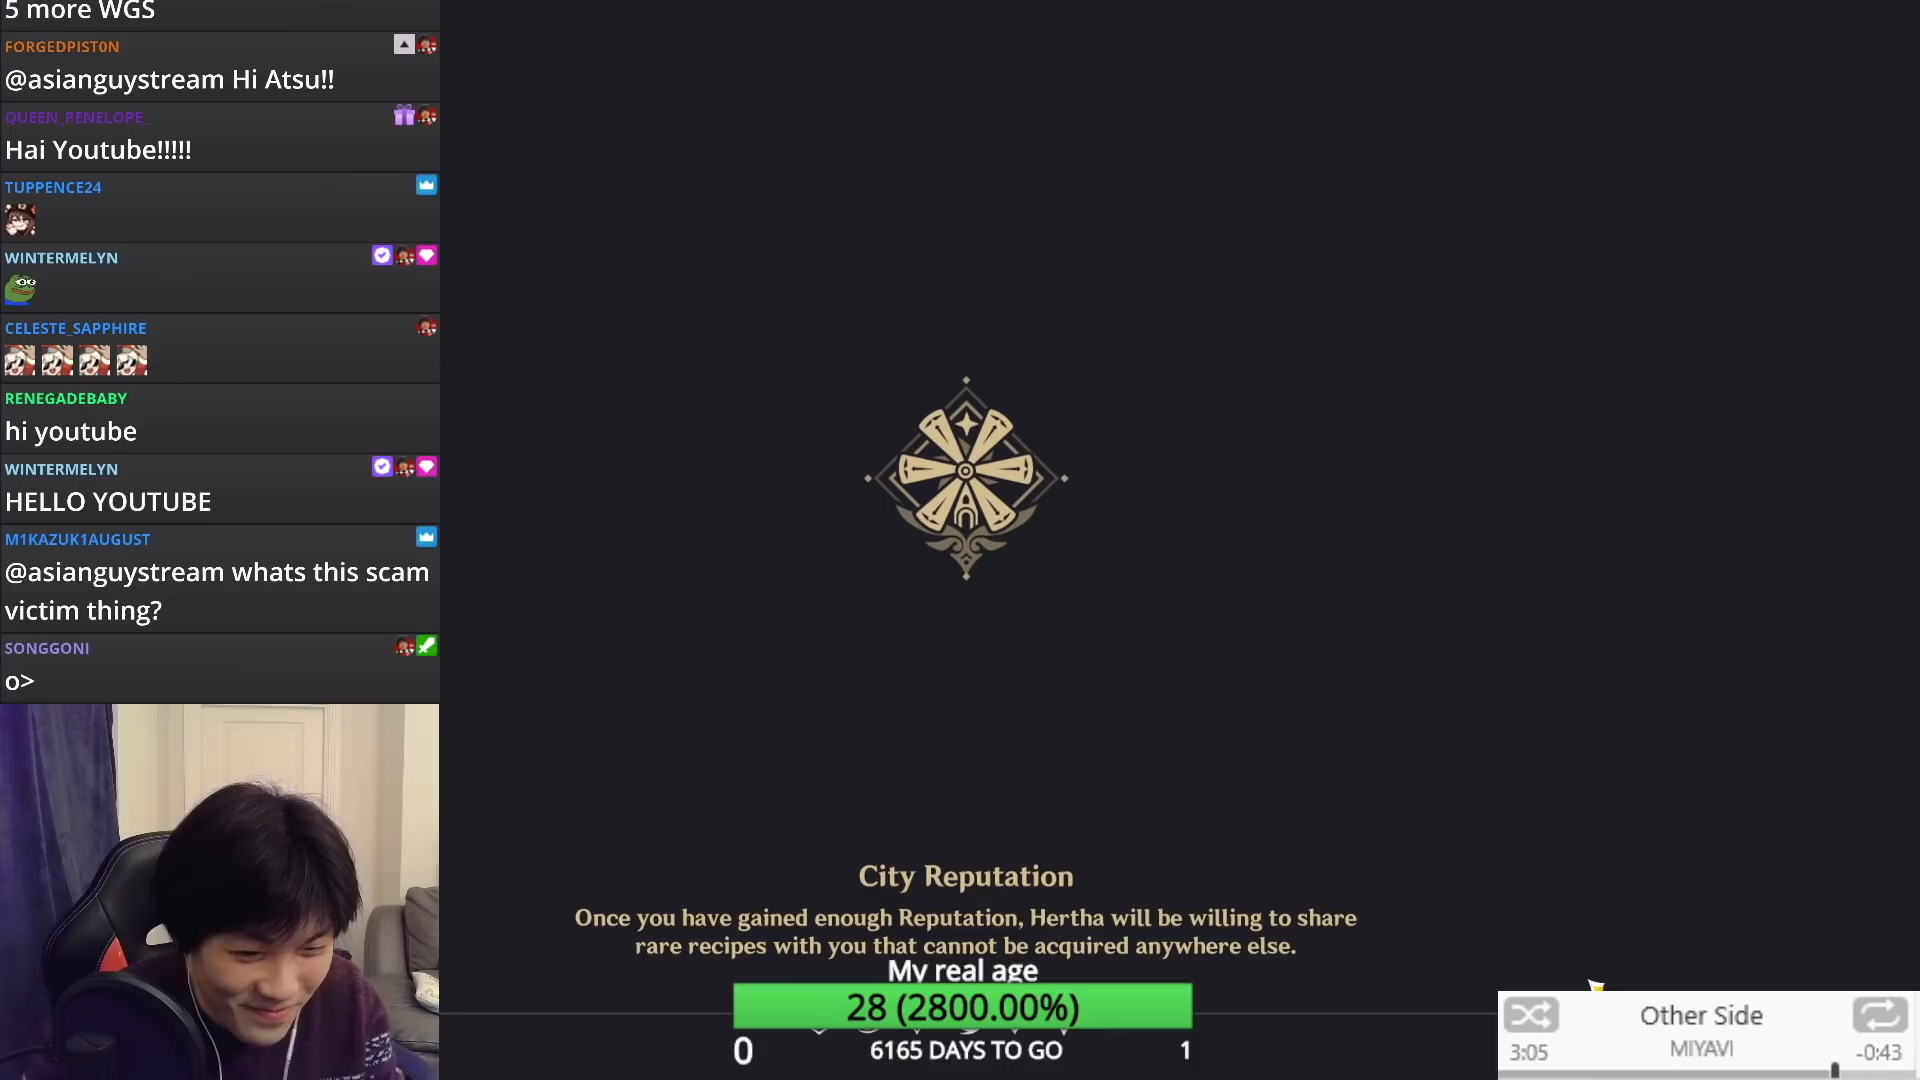 5 more WGS
FORGEDPIST0N
@asianguystream Hi Atsu!!
QUEEN_PENELOPE_
Hai Youtube!!!!!
TUPPENCE24
WINTERMELYN
CELESTE_SAPPHIRE
RENEGADEBABY
hi youtube
WINTERMELYN
HELLO YOUTUBE
M1KAZUK1AUGUST
@asianguystream whats this scam
victim thing?
SONGGONI
o>
City Reputation
Once you have gained enough Reputation, Hertha will be willing to share
rare recipes with you that cannot be acquired anywhere else.
My real age
28 (2800.00%)
0 6165 DAYS TO GO 1
Other Side
3:05 MIYAVI -0:43